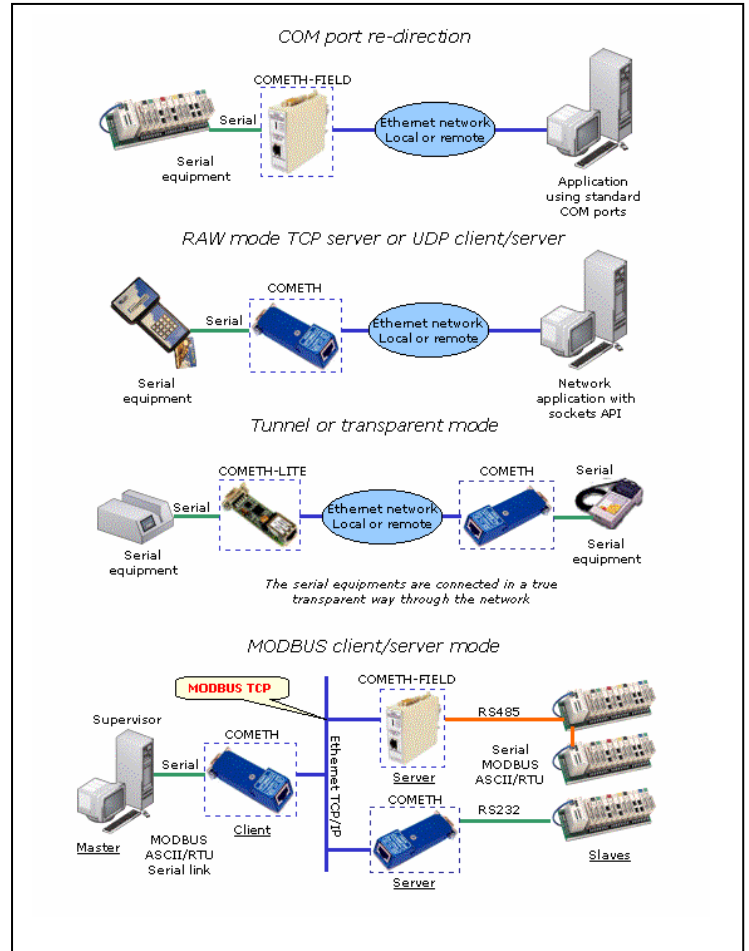 COM port re-direction
COMETH-FIELD
Serial
Serial
equipment
Ethernet network
Local or remote
Application
using standard
COM ports
RAW mode TCP server or UDP client/server
COMETH
Serial
Serial
equipment
Ethernet network
Local or remote
Network
application with
sockets API
Tunnel or transparent mode
COMETH-LITE
Serial
Serial
equipment
Ethernet network
Local or remote
COMETH
Serial
Serial
equipment
The serial equipments are connected in a true
transparent way through the network
MODBUS client/server mode
MODBUS TCP
Supervisor
Master
Serial
MODBUS
ASCII/RTU
Serial link
COMETH
Client
Ethernet TCP/IP
COMETH-FIELD
Server
RS485
Serial
MODBUS
ASCII/RTU
COMETH
Server
RS232
Slaves